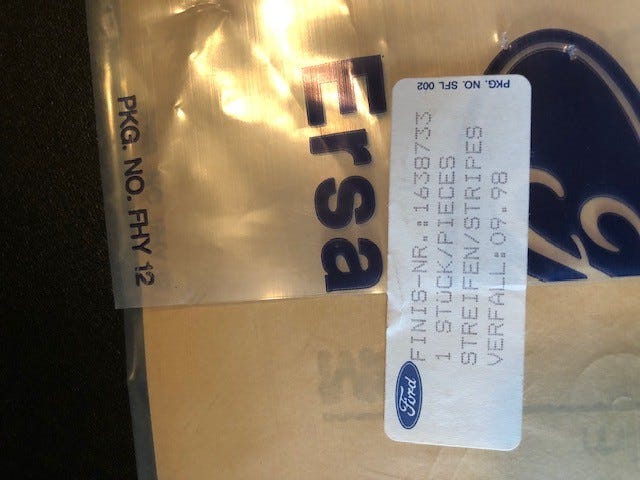 PKG. NO. FHY 12
Ersa
PKG. NO. SFL 002
FINIS-NR.:1638733
1 STÜCK/PIECES
STREIFEN/STRIPES
VERFALL:09.98
Ford